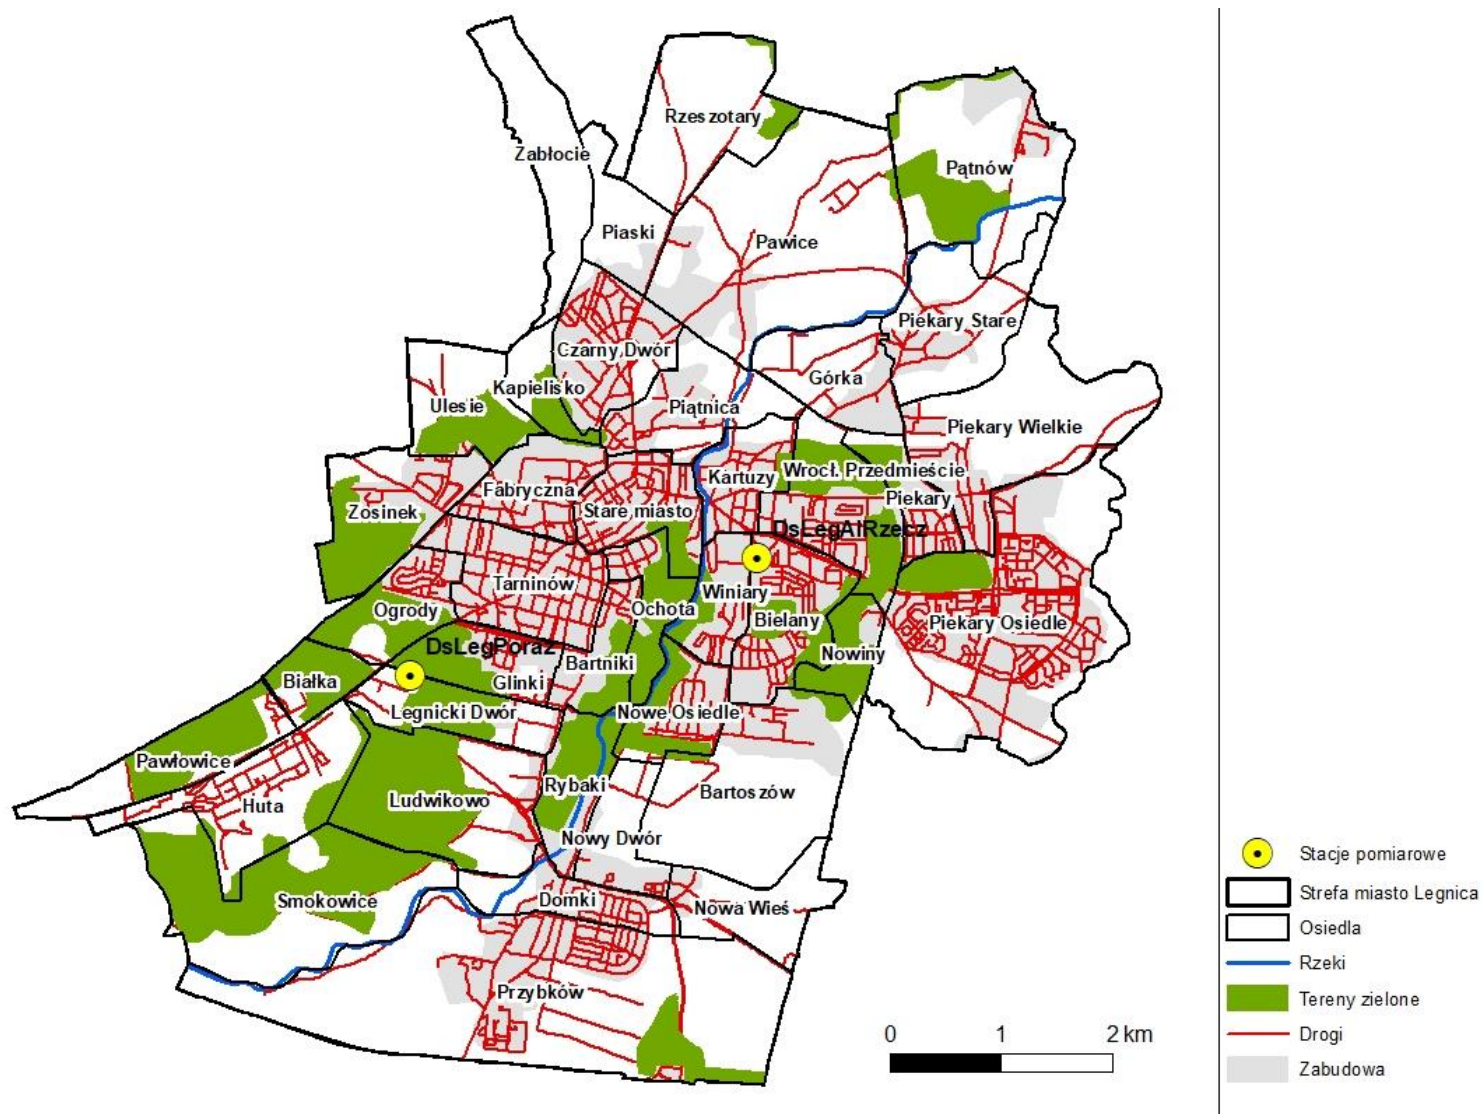 Rzeszotary
Zabłocie
Pątnów
Piaski
Pawice
Piekary Stare
Czarny Dwór
Górka
Kąpielisko
Ulesie
Piątnica
Piekary Wielkie
Wrocł. Przedmieście
Kartuzy
Fabryczna
Piekary
Zosinek
Stare miasto
DsLegAlRzecz
Tarninów
Winiary
Ogrody
Ochota
Bielany
Piekary Osiedle
DsLegPoraz
Nowiny
Bartniki
Białka
Glinki
Legnicki Dwór
Nowe Osiedle
Pawłowice
Rybaki
Bartoszów
Huta
Ludwikowo
Nowy Dwór
Smokowice
Domki
Nowa Wieś
Przybków
0 1 2 km
Stacje pomiarowe
Strefa miasto Legnica
Osiedla
Rzeki
Tereny zielone
Drogi
Zabudowa